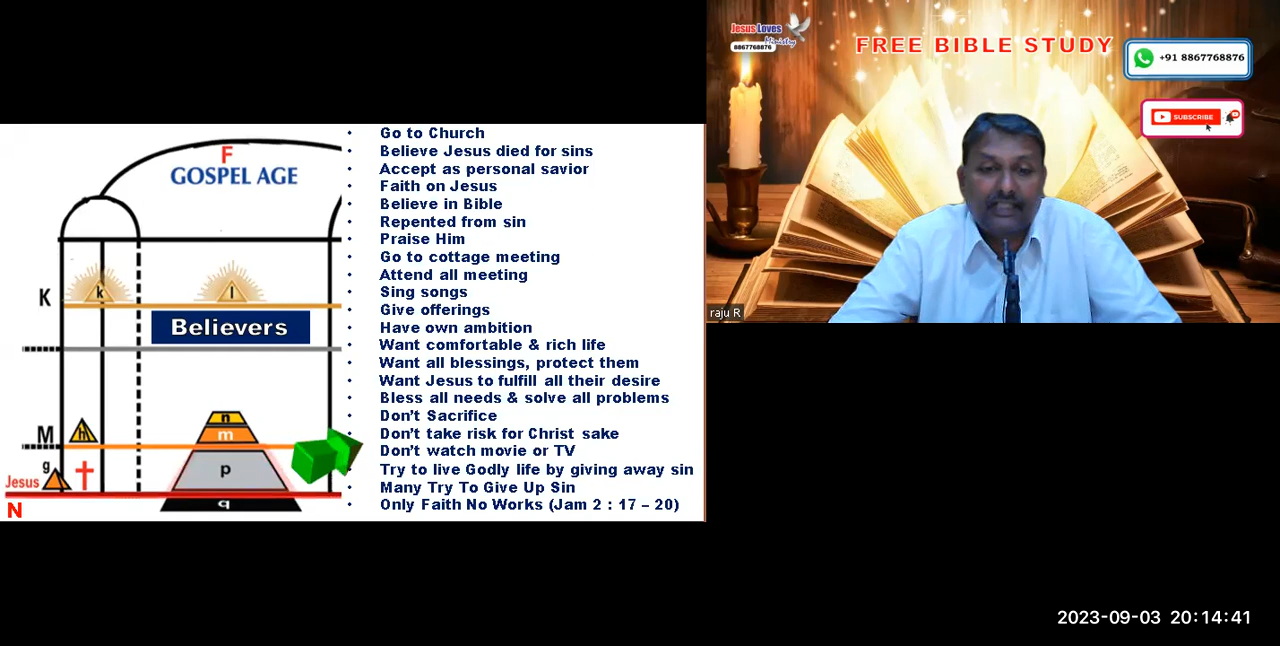 F
GOSPEL AGE
K
k
l
Believers
M
h
n
m
g
p
Jesus
q
N
• Go to Church
• Believe Jesus died for sins
• Accept as personal savior
• Faith on Jesus
• Believe in Bible
• Repented from sin
• Praise Him
• Go to cottage meeting
• Attend all meeting
• Sing songs
• Give offerings
• Have own ambition
• Want comfortable & rich life
• Want all blessings, protect them
• Want Jesus to fulfill all their desire
• Bless all needs & solve all problems
• Don't Sacrifice
• Don't take risk for Christ sake
• Don't watch movie or TV
• Try to live Godly life by giving away sin
• Many Try To Give Up Sin
• Only Faith No Works (Jam 2 : 17 – 20)
Jesus Loves
Ministry
8867768876
FREE BIBLE STUDY
+91 8867768876
SUBSCRIBE
raju R
2023-09-03 20:14:41